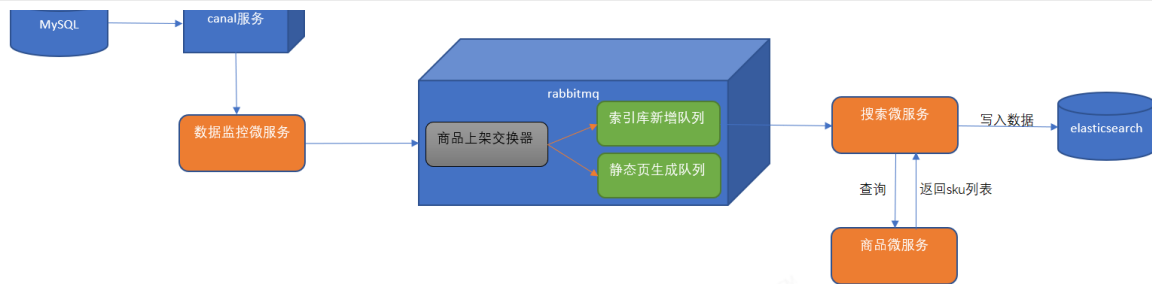 MySQL
canal服务
数据监控微服务
rabbitmq
商品上架交换器
索引库新增队列
静态页生成队列
搜索微服务
写入数据
elasticsearch
查询
返回sku列表
商品微服务